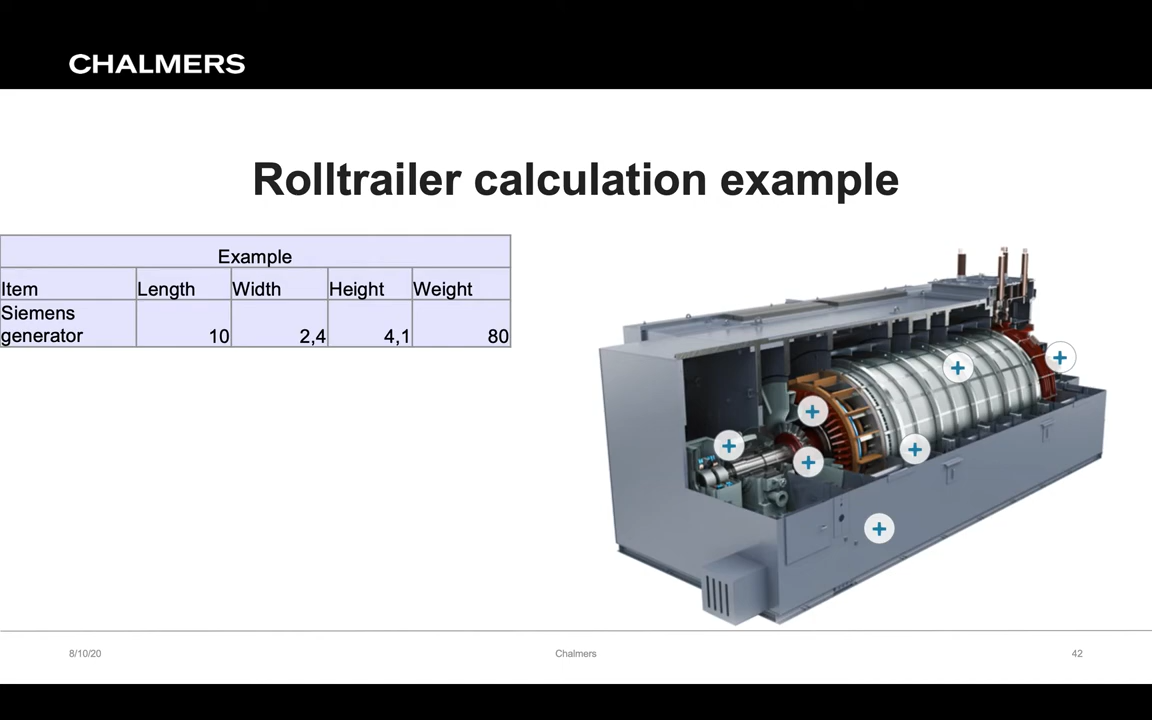 CHALMERS
Rolltrailer calculation example
Example
Item Length Width Height Weight
Siemens
generator 10 2,4 4,1 80
8/10/20 Chalmers 42